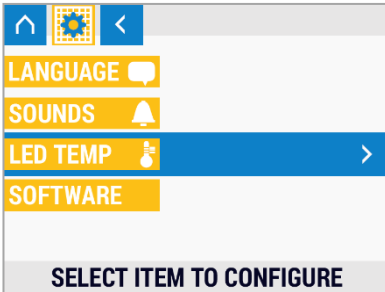 LANGUAGE
SOUNDS
LED TEMP
SOFTWARE
SELECT ITEM TO CONFIGURE